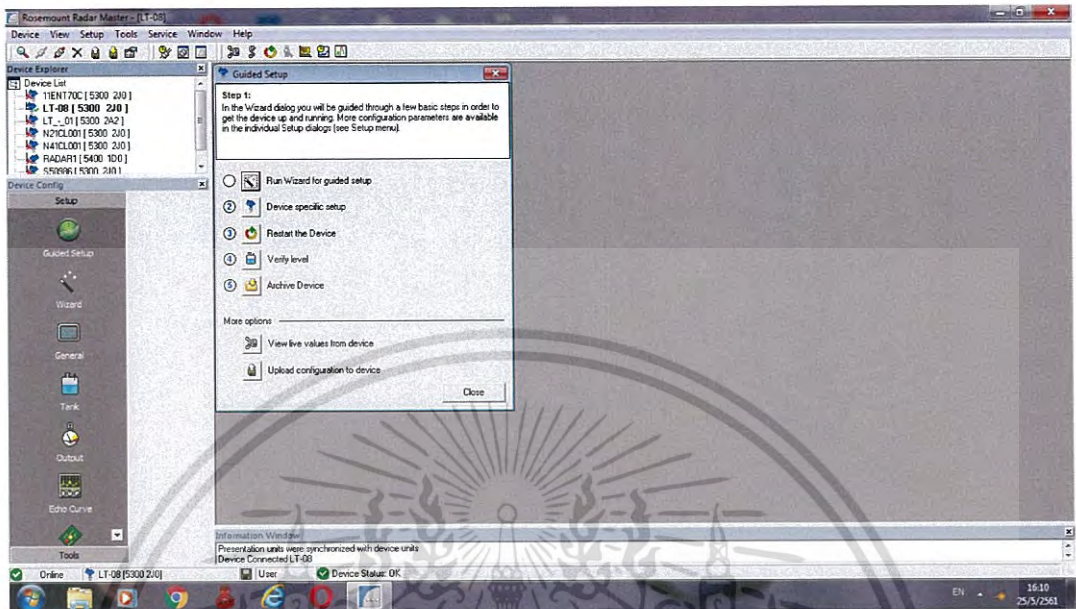 Rosemount Radar Master - [LT-08]
Device View Setup Tools Service Window Help
Device Explorer
Device List
11ENT70C [ 5300 2J0 ]
LT-08 [ 5300 2J0 ]
LT_-_01 [ 5300 2A2 ]
N21CL001 [ 5300 2J0 ]
N41CL001 [ 5300 2J0 ]
RADAR1 [ 5400 1D0 ]
S50986 [ 5300 2J0 ]
Device Config
Setup
Guided Setup
Wizard
General
Tank
Output
Echo Curve
Tools
Guided Setup
Step 1:
In the Wizard dialog you will be guided through a few basic steps in order to
get the device up and running. More configuration parameters are available
in the individual Setup dialogs (see Setup menu).
Run Wizard for guided setup
2 Device specific setup
3 Restart the Device
4 Verify level
5 Archive Device
More options
View live values from device
Upload configuration to device
Close
Information Window
Presentation units were synchronized with device units
Device Connected LT-08
Online LT-08 [5300 2J0] User Device Status: OK
EN 16:10
25/5/2561